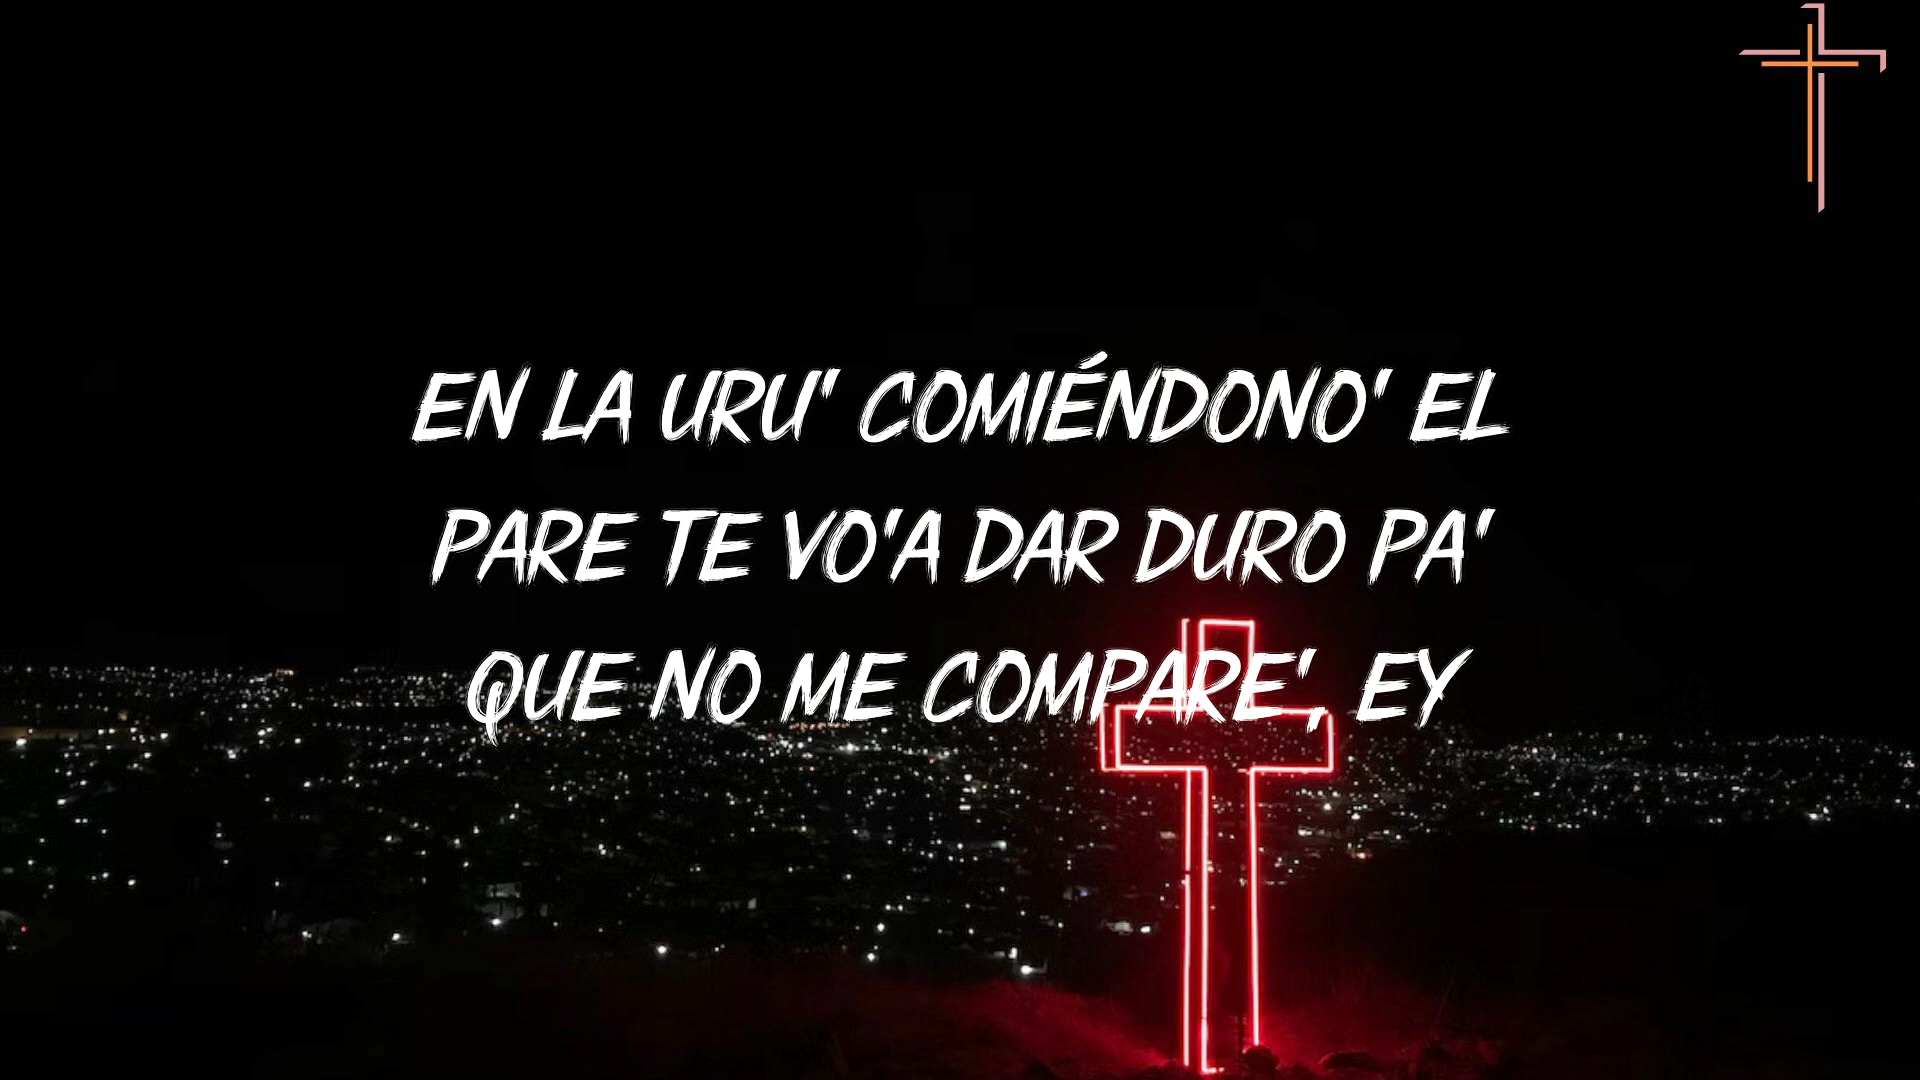 EN LA URU' COMIÉNDONO' EL
PARE TE VO'A DAR DURO PA'
QUE NO ME COMPARE', EY